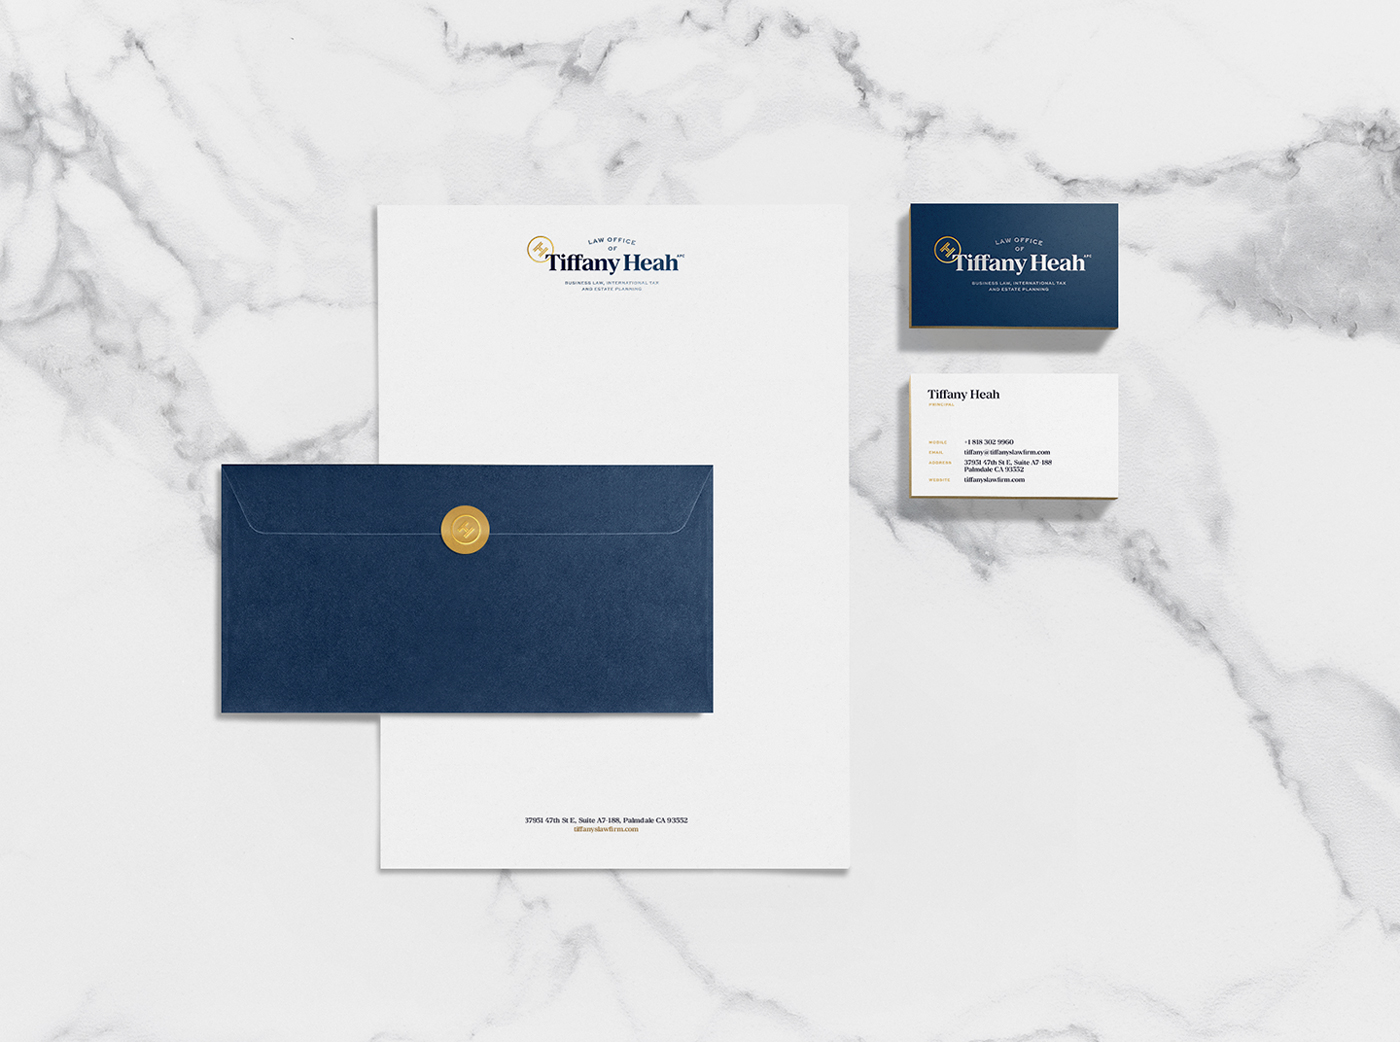 LAW OFFICE
OF
Tiffany Heah APC
BUSINESS LAW, INTERNATIONAL TAX
AND ESTATE PLANNING
37951 47th St E, Suite A7-188, Palmdale CA 93552
tiffanyslawfirm.com
LAW OFFICE
OF
Tiffany Heah APC
BUSINESS LAW, INTERNATIONAL TAX
AND ESTATE PLANNING
Tiffany Heah
PRINCIPAL
MOBILE +1 818 302 9960
EMAIL tiffany@tiffanyslawfirm.com
ADDRESS 37951 47th St E, Suite A7-188
Palmdale CA 93552
WEBSITE tiffanyslawfirm.com